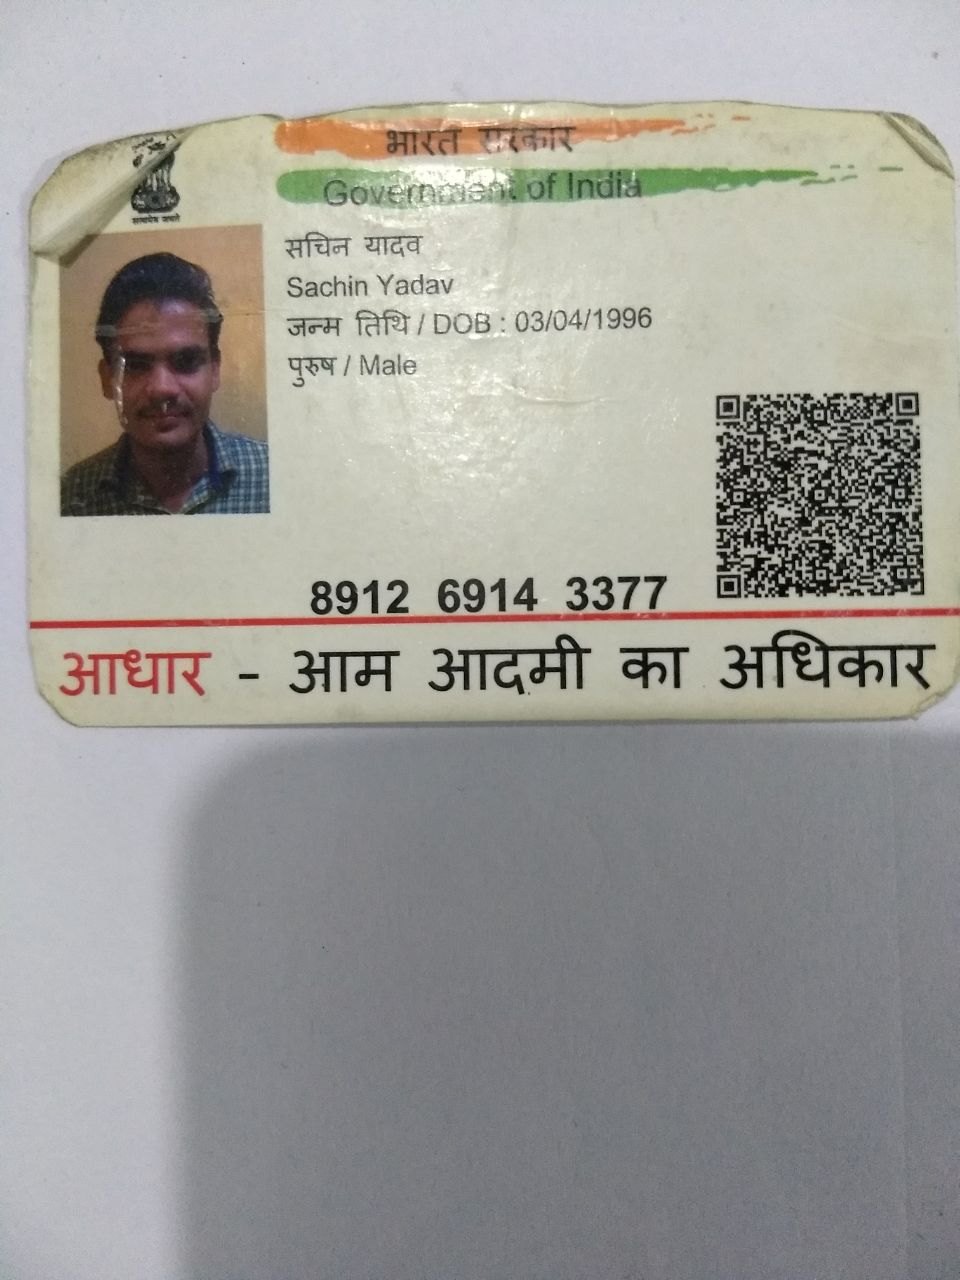 भारत सरकार
Government of India
सत्यमेव जयते
सचिन यादव
Sachin Yadav
जन्म तिथि / DOB : 03/04/1996
पुरुष / Male
8912 6914 3377
आधार - आम आदमी का अधिकार